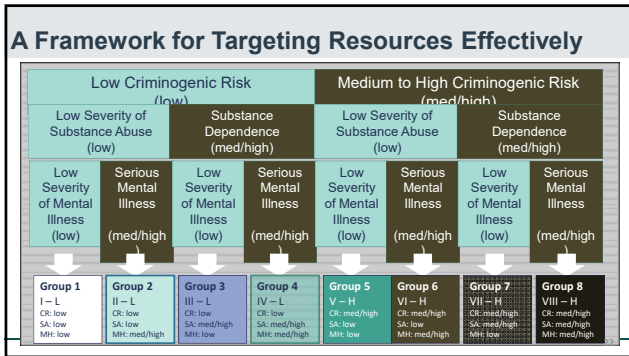 A Framework for Targeting Resources Effectively
Low Criminogenic Risk
(low)
Medium to High Criminogenic Risk
(med/high)
Low Severity of
Substance Abuse
(low)
Substance
Dependence
(med/high)
Low Severity of
Substance Abuse
(low)
Substance
Dependence
(med/high)
Low
Severity
of Mental
Illness
(low)
Serious
Mental
Illness
(med/high
)
Low
Severity
of Mental
Illness
(low)
Serious
Mental
Illness
(med/high
)
Low
Severity
of Mental
Illness
(low)
Serious
Mental
Illness
(med/high
)
Low
Severity
of Mental
Illness
(low)
Serious
Mental
Illness
(med/high
)
Group 1
I – L
CR: low
SA: low
MH: low
Group 2
II – L
CR: low
SA: low
MH: med/high
Group 3
III – L
CR: low
SA: med/high
MH: low
Group 4
IV – L
CR: low
SA: med/high
MH: med/high
Group 5
V – H
CR: med/high
SA: low
MH: low
Group 6
VI – H
CR: med/high
SA: low
MH: med/high
Group 7
VII – H
CR: med/high
SA: med/high
MH: low
Group 8
VIII – H
CR: med/high
SA: med/high
MH: med/high